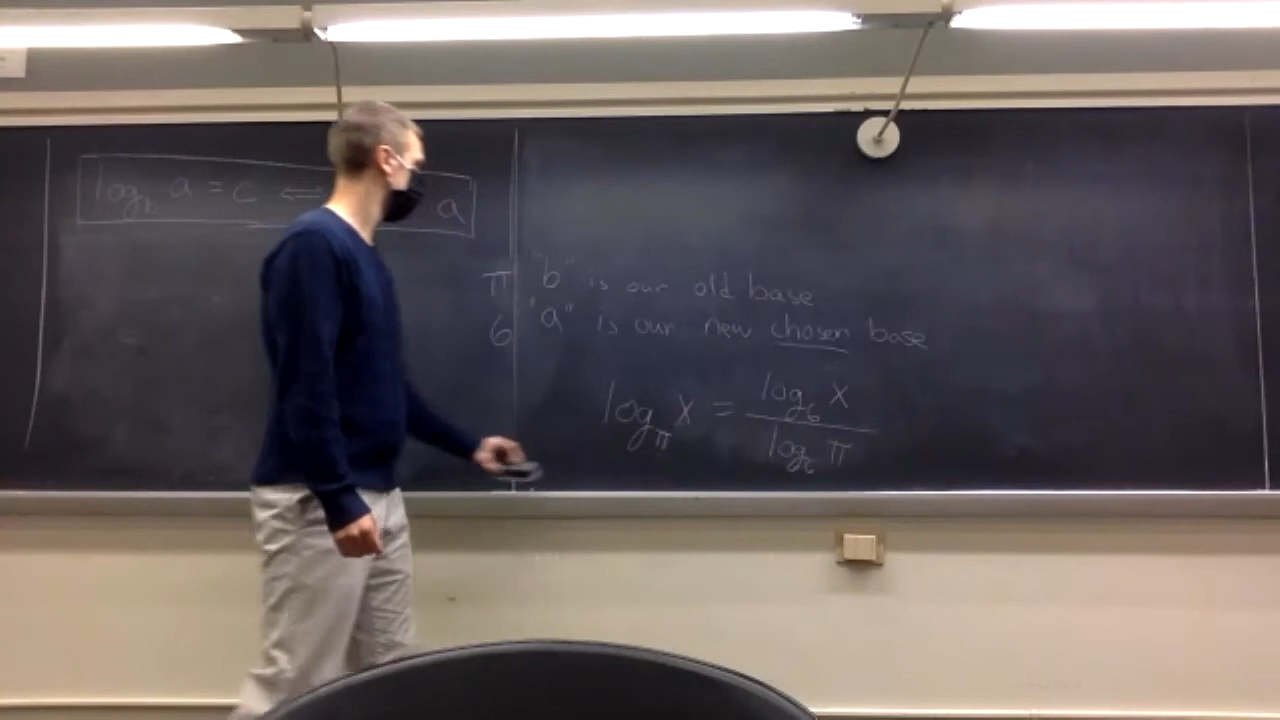 log_b a = c ⟺ a
π "b" is our old base
6 "a" is our new chosen base
log_π x = log_6 x / log_6 π